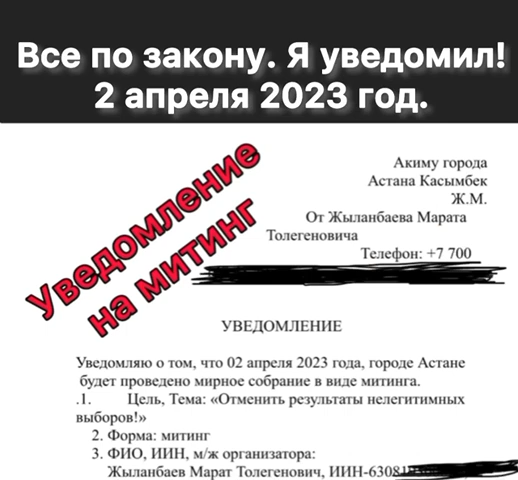 Все по закону. Я уведомил!
2 апреля 2023 год.
Уведомление
на митинг
Акиму города
Астана Касымбек
Ж.М.
От Жыланбаева Марата
Толегеновича
Телефон: +7 700
УВЕДОМЛЕНИЕ
Уведомляю о том, что 02 апреля 2023 года, городе Астане
будет проведено мирное собрание в виде митинга.
.1. Цель, Тема: «Отменить результаты нелегитимных
выборов!»
2. Форма: митинг
3. ФИО, ИИН, м/ж организатора:
Жыланбаев Марат Толегенович, ИИН-6308